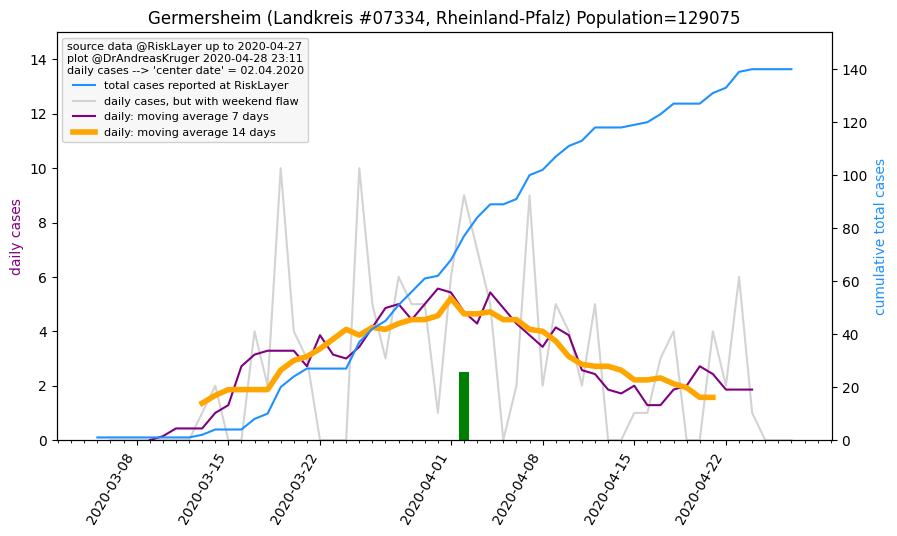 Germersheim (Landkreis #07334, Rheinland-Pfalz) Population=129075
source data @RiskLayer up to 2020-04-27
plot @DrAndreasKruger 2020-04-28 23:11
daily cases --> 'center date' = 02.04.2020
total cases reported at RiskLayer
daily cases, but with weekend flaw
daily: moving average 7 days
daily: moving average 14 days
daily cases
14
12
10
8
6
4
2
0
140
120
100
80
60
40
20
0
cumulative total cases
2020-03-08
2020-03-15
2020-03-22
2020-04-01
2020-04-08
2020-04-15
2020-04-22